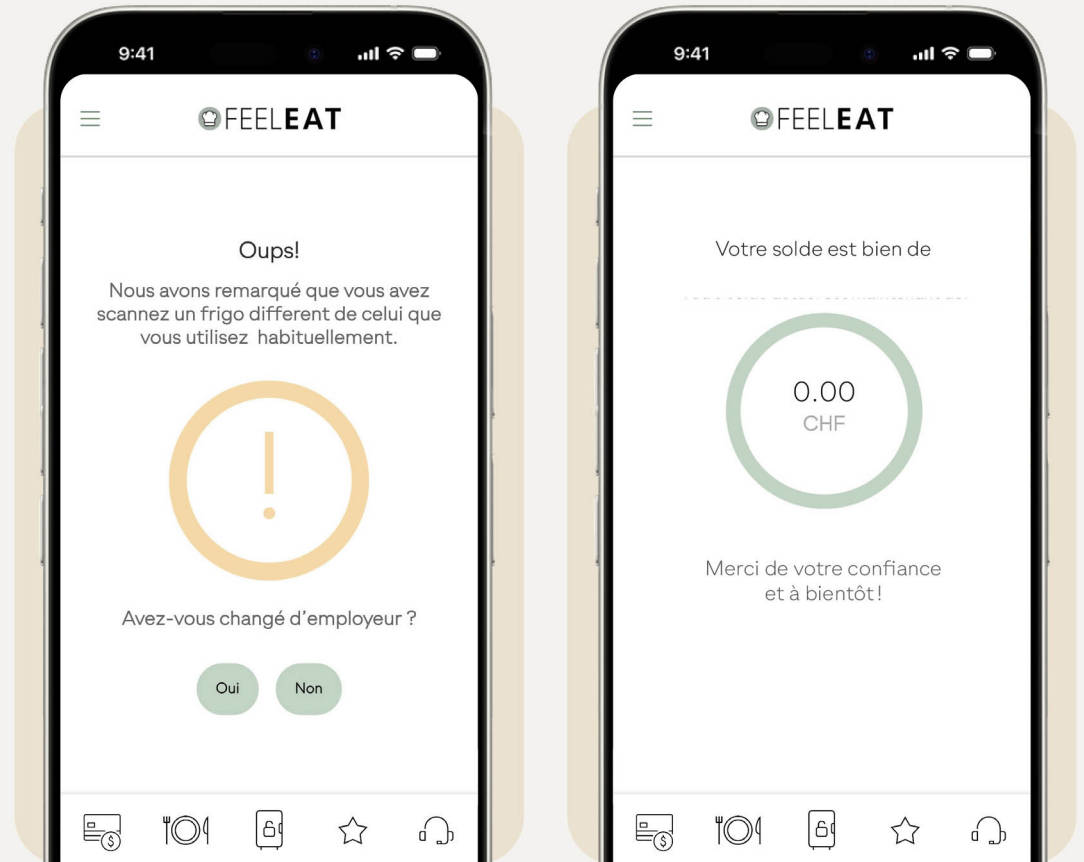 9:41
FEELEAT
Oups!
Nous avons remarqué que vous avez
scannez un frigo different de celui que
vous utilisez habituellement.
!
Avez-vous changé d'employeur ?
Oui
Non
$
9:41
FEELEAT
Votre solde est bien de
0.00
CHF
Merci de votre confiance
et à bientôt!
$